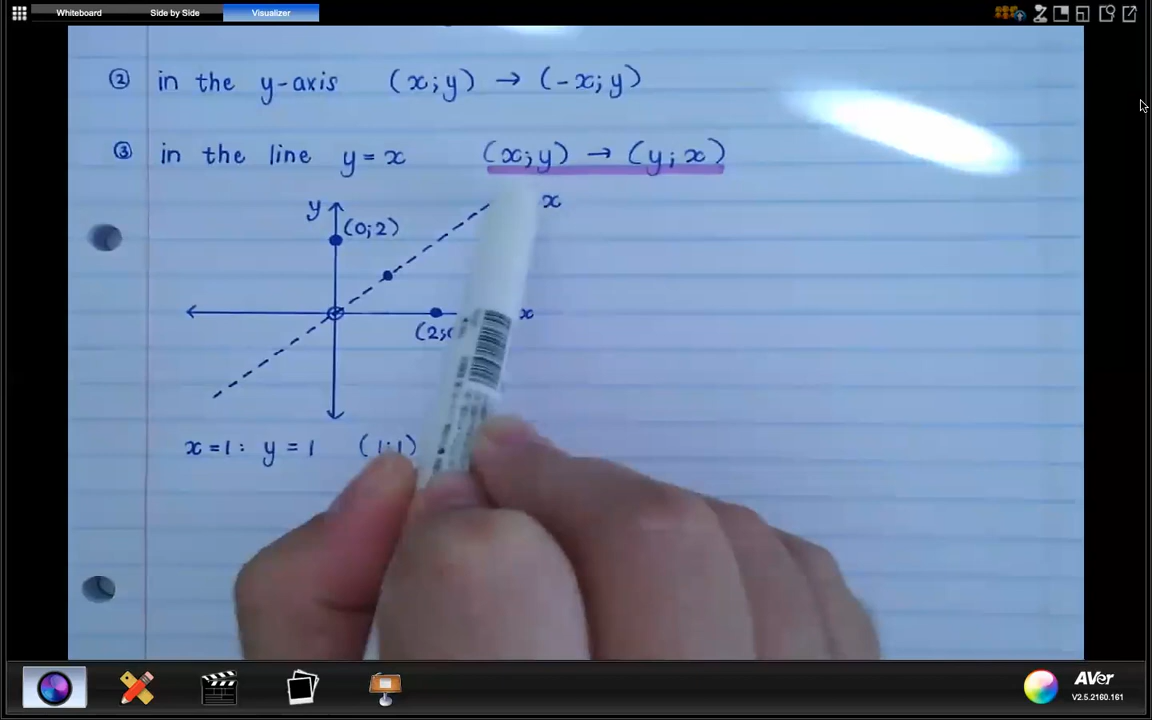 Whiteboard Side by Side Visualizer
② in the y-axis (x;y) → (-x;y)
③ in the line y = x (x;y) → (y;x)
x
y
(0;2)
x
(2;
x = 1: y = 1 (1;1)
AVer
V2.5.2160.161